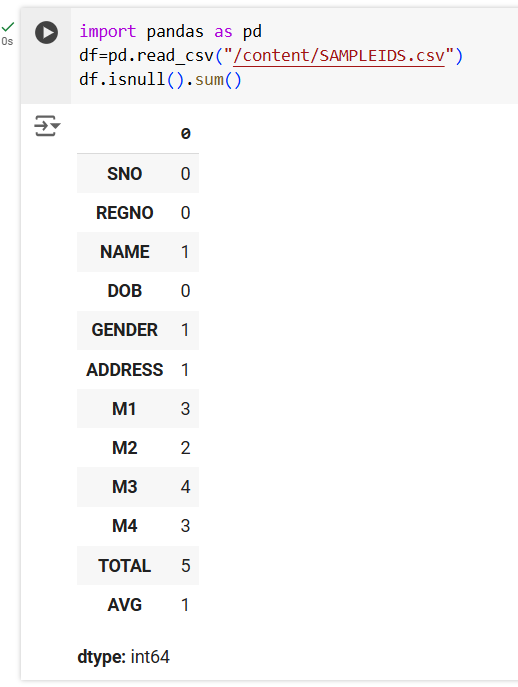 0s
import pandas as pd
df=pd.read_csv("/content/SAMPLEIDS.csv")
df.isnull().sum()
0
SNO 0
REGNO 0
NAME 1
DOB 0
GENDER 1
ADDRESS 1
M1 3
M2 2
M3 4
M4 3
TOTAL 5
AVG 1
dtype: int64